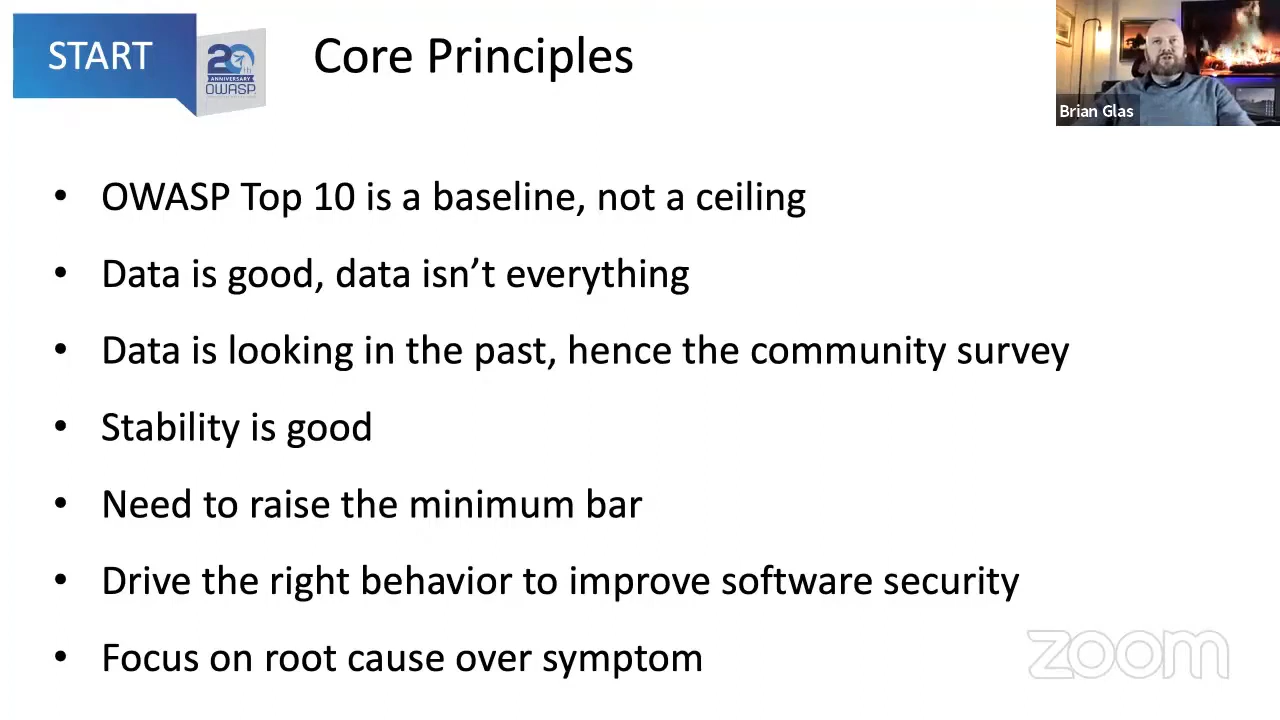 START
20
ANNIVERSARY
OWASP
Core Principles
Brian Glas
• OWASP Top 10 is a baseline, not a ceiling
• Data is good, data isn’t everything
• Data is looking in the past, hence the community survey
• Stability is good
• Need to raise the minimum bar
• Drive the right behavior to improve software security
• Focus on root cause over symptom
zoom